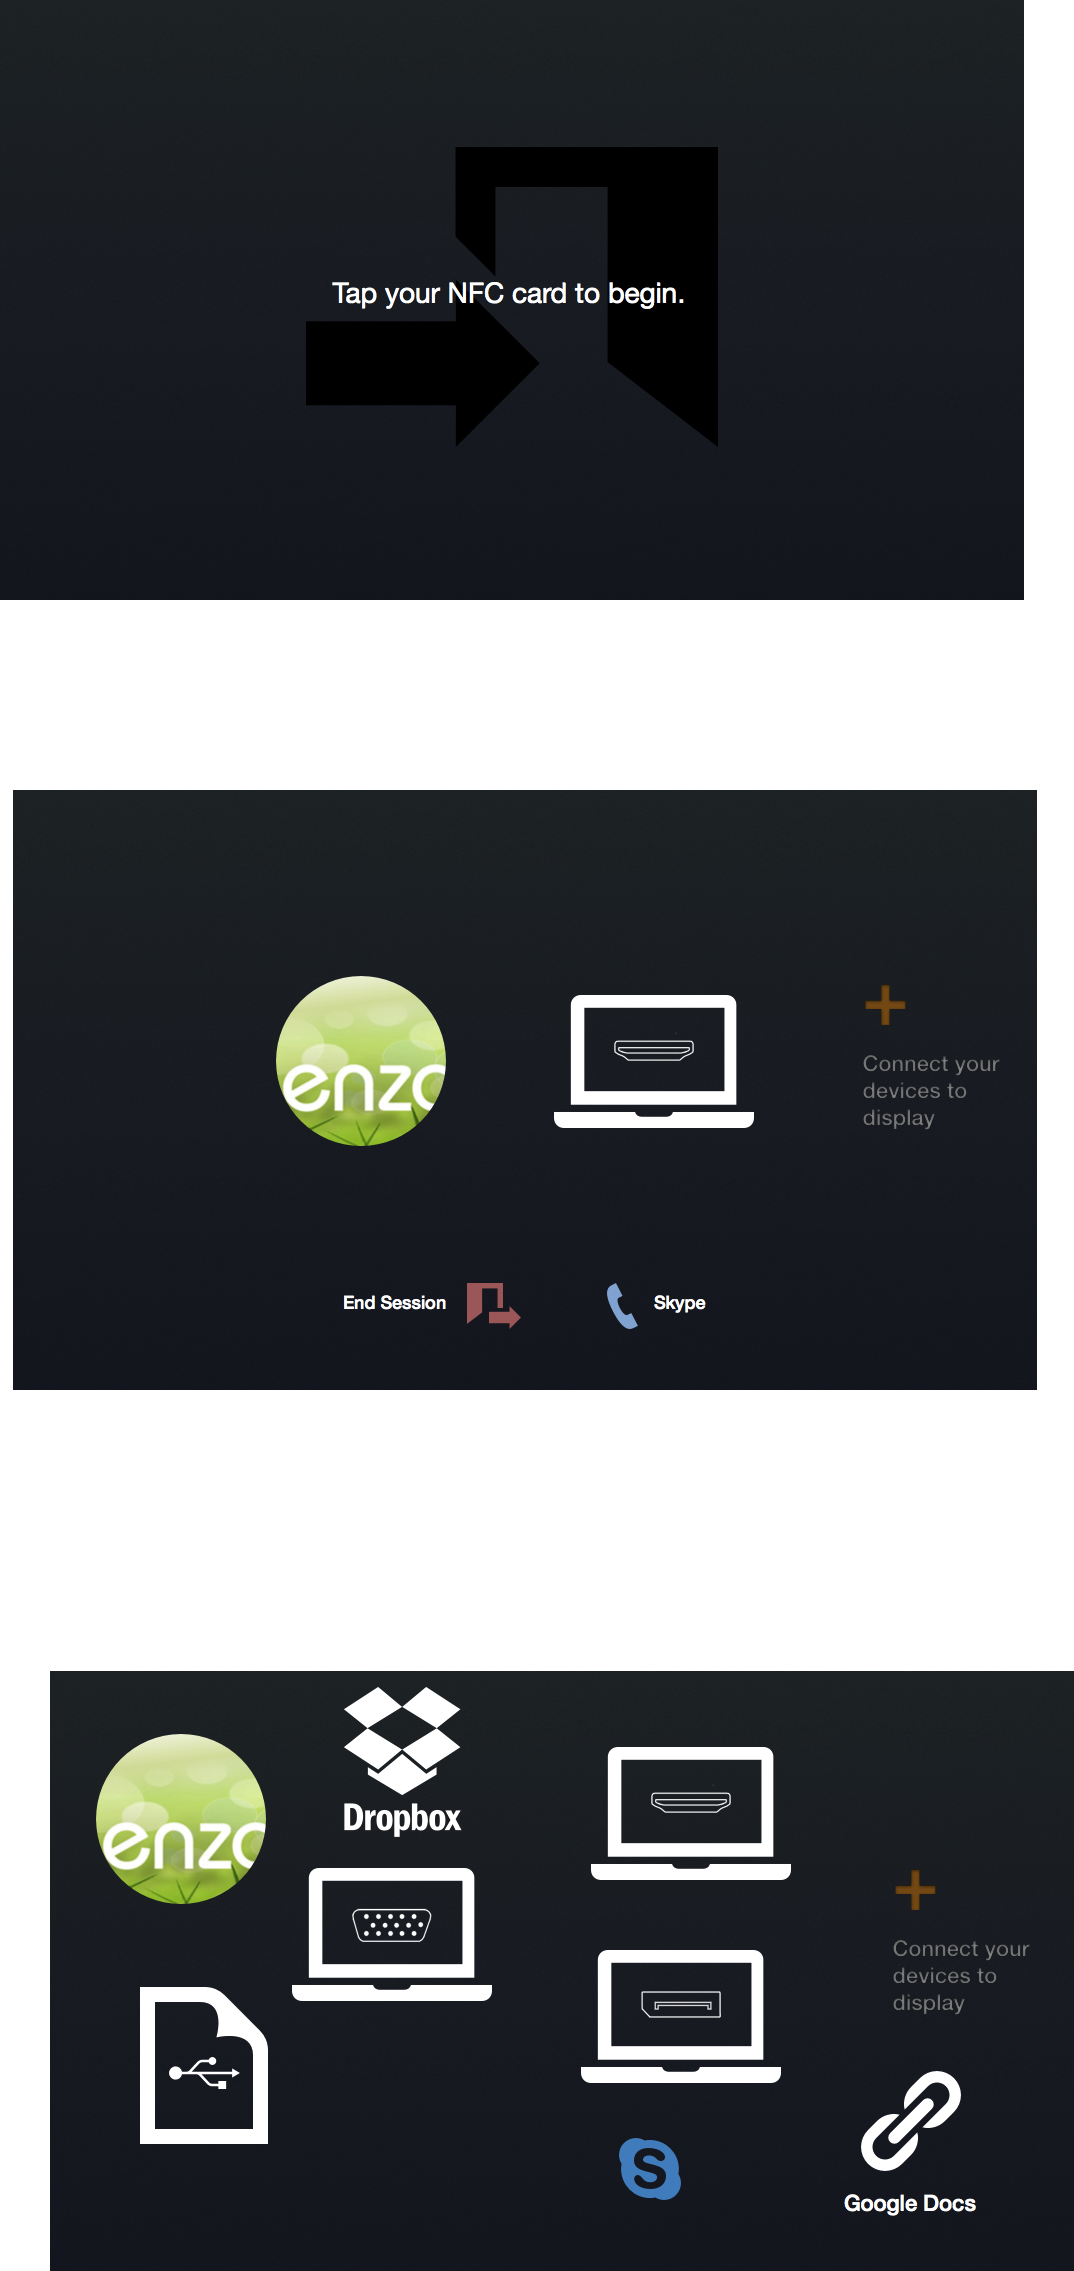 Tap your NFC card to begin.
enzo
Connect your
devices to
display
End Session
Skype
enzo
Dropbox
Connect your
devices to
display
S
Google Docs